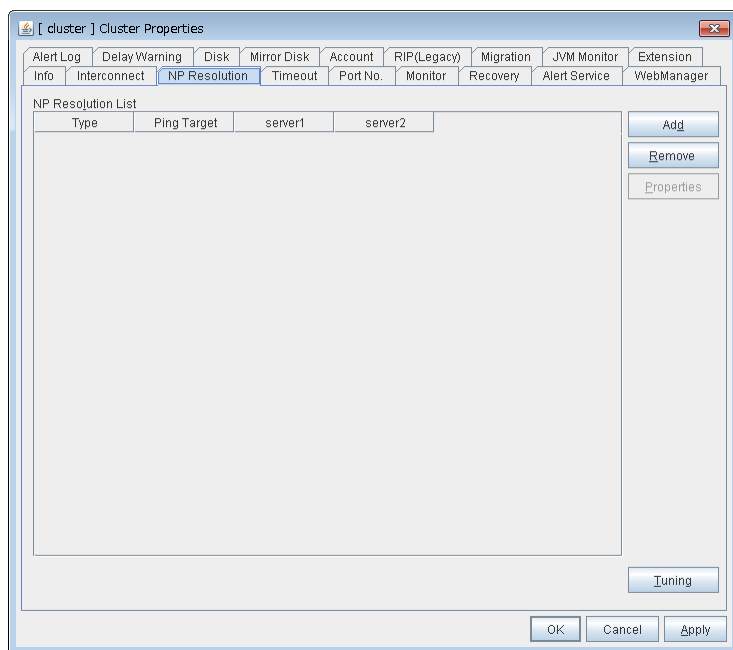 [ cluster ] Cluster Properties
Alert Log Delay Warning Disk Mirror Disk Account RIP(Legacy) Migration JVM Monitor Extension
Info Interconnect NP Resolution Timeout Port No. Monitor Recovery Alert Service WebManager
NP Resolution List
Type Ping Target server1 server2
Add
Remove
Properties
Tuning
OK Cancel Apply